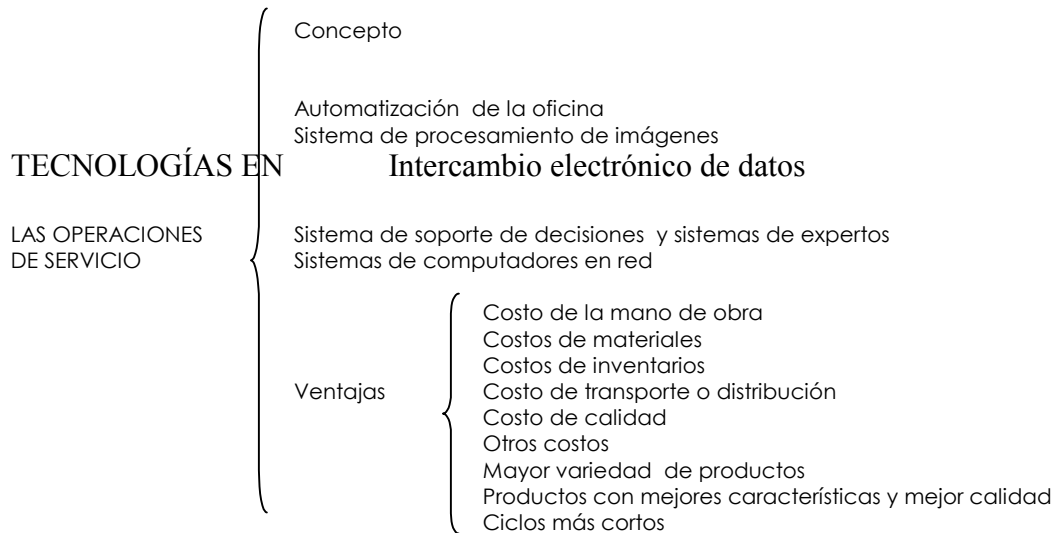 Concepto
Automatización de la oficina
Sistema de procesamiento de imágenes
TECNOLOGÍAS EN Intercambio electrónico de datos
LAS OPERACIONES Sistema de soporte de decisiones y sistemas de expertos
DE SERVICIO Sistemas de computadores en red
Costo de la mano de obra
Costos de materiales
Costos de inventarios
Ventajas Costo de transporte o distribución
Costo de calidad
Otros costos
Mayor variedad de productos
Productos con mejores características y mejor calidad
Ciclos más cortos